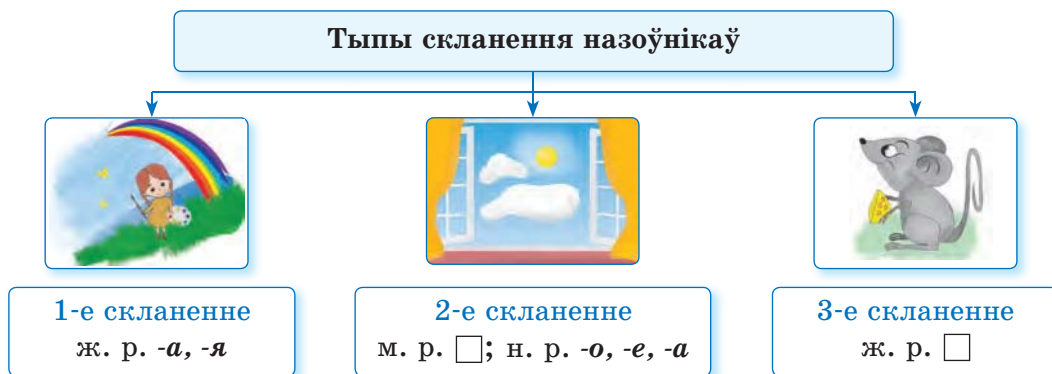 Тыпы скланення назоўнікаў
1-е скланенне
ж. р. -а, -я
2-е скланенне
м. р. □; н. р. -о, -е, -а
3-е скланенне
ж. р. □